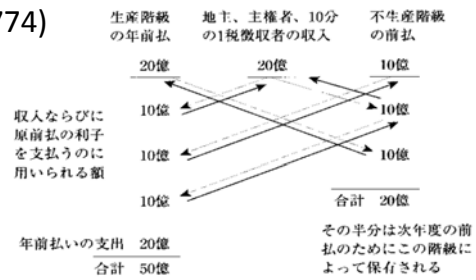 774)
生産階級
の年前払
地主、主権者、10分
の1税徴収者の収入
不生産階級
の前払
20億
20億
10億
収入ならびに
原前払の利子
を支払うのに
用いられる額
10億
10億
10億
10億
10億
合計 20億
年前払いの支出 20億
合計 50億
その半分は次年度の前
払のためにこの階級に
よって保有される